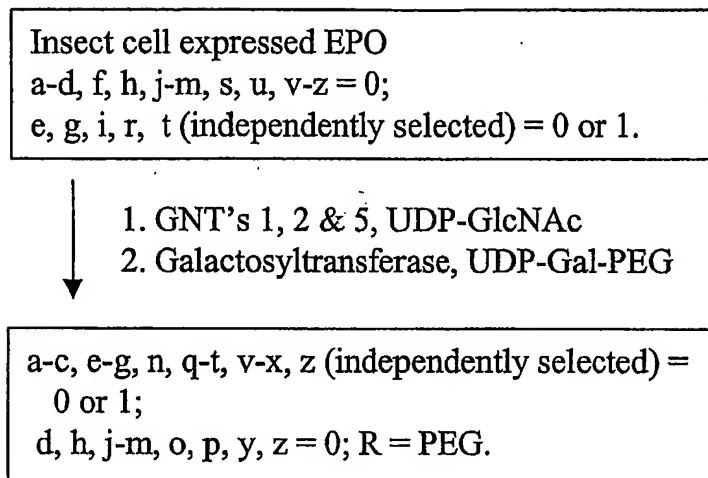 Insect cell expressed EPO
a-d, f, h, j-m, s, u, v-z = 0;
e, g, i, r, t (independently selected) = 0 or 1.
1. GNT's 1, 2 & 5, UDP-GlcNAc
2. Galactosyltransferase, UDP-Gal-PEG
a-c, e-g, n, q-t, v-x, z (independently selected) =
0 or 1;
d, h, j-m, o, p, y, z = 0; R = PEG.